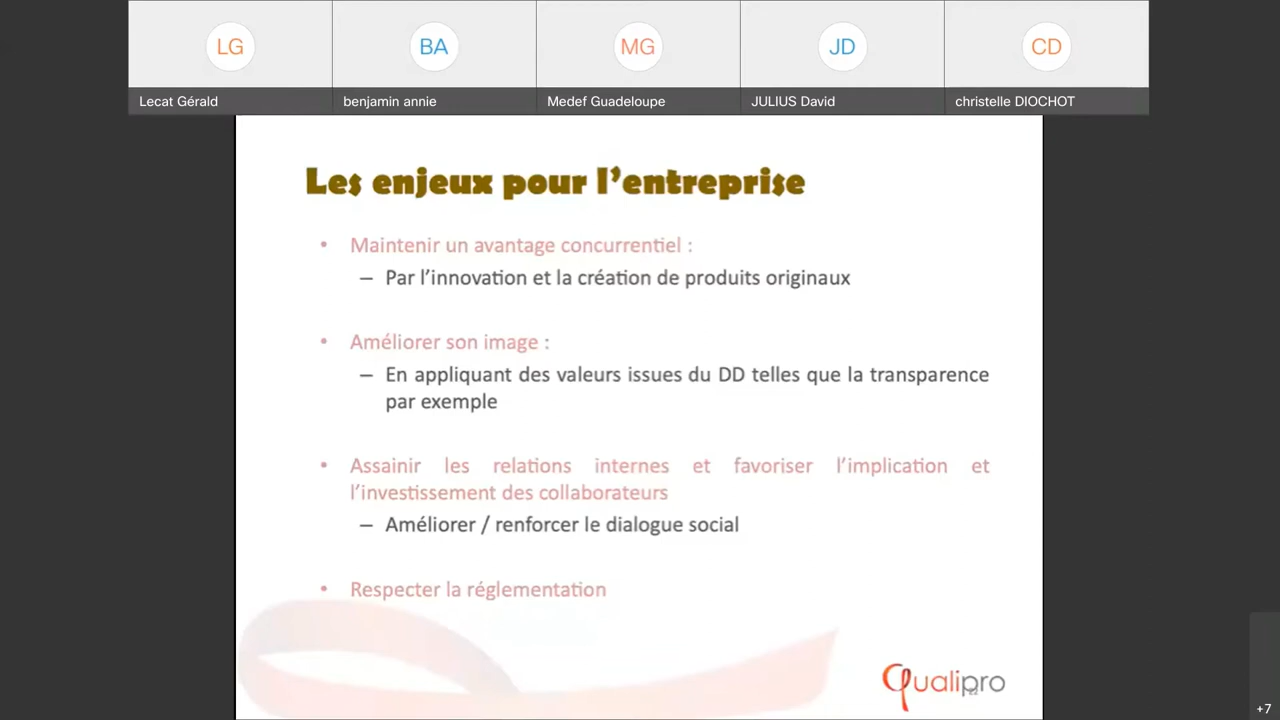 LG
BA
MG
JD
CD
Lecat Gérald
benjamin annie
Medef Guadeloupe
JULIUS David
christelle DIOCHOT
Les enjeux pour l’entreprise
• Maintenir un avantage concurrentiel :
– Par l’innovation et la création de produits originaux
• Améliorer son image :
– En appliquant des valeurs issues du DD telles que la transparence
par exemple
• Assainir les relations internes et favoriser l’implication et
l’investissement des collaborateurs
– Améliorer / renforcer le dialogue social
• Respecter la réglementation
Qualipro
+7